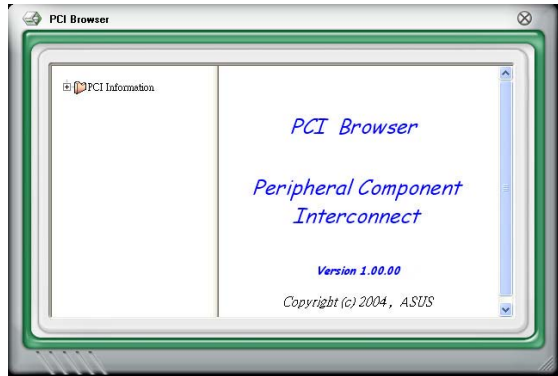 PCI Browser
PCI Information
PCI Browser
Peripheral Component
Interconnect
Version 1.00.00
Copyright (c) 2004, ASUS